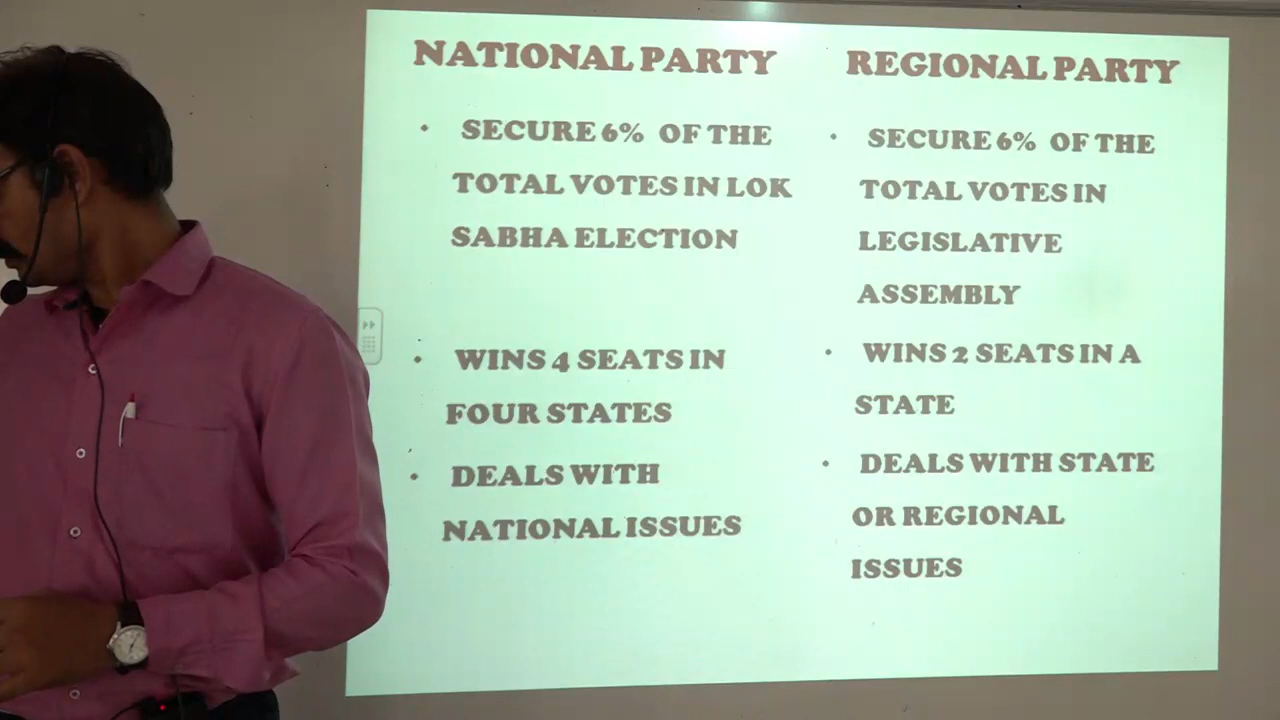 NATIONAL PARTY
• SECURE 6% OF THE
TOTAL VOTES IN LOK
SABHA ELECTION
• WINS 4 SEATS IN
FOUR STATES
• DEALS WITH
NATIONAL ISSUES
REGIONAL PARTY
• SECURE 6% OF THE
TOTAL VOTES IN
LEGISLATIVE
ASSEMBLY
• WINS 2 SEATS IN A
STATE
• DEALS WITH STATE
OR REGIONAL
ISSUES